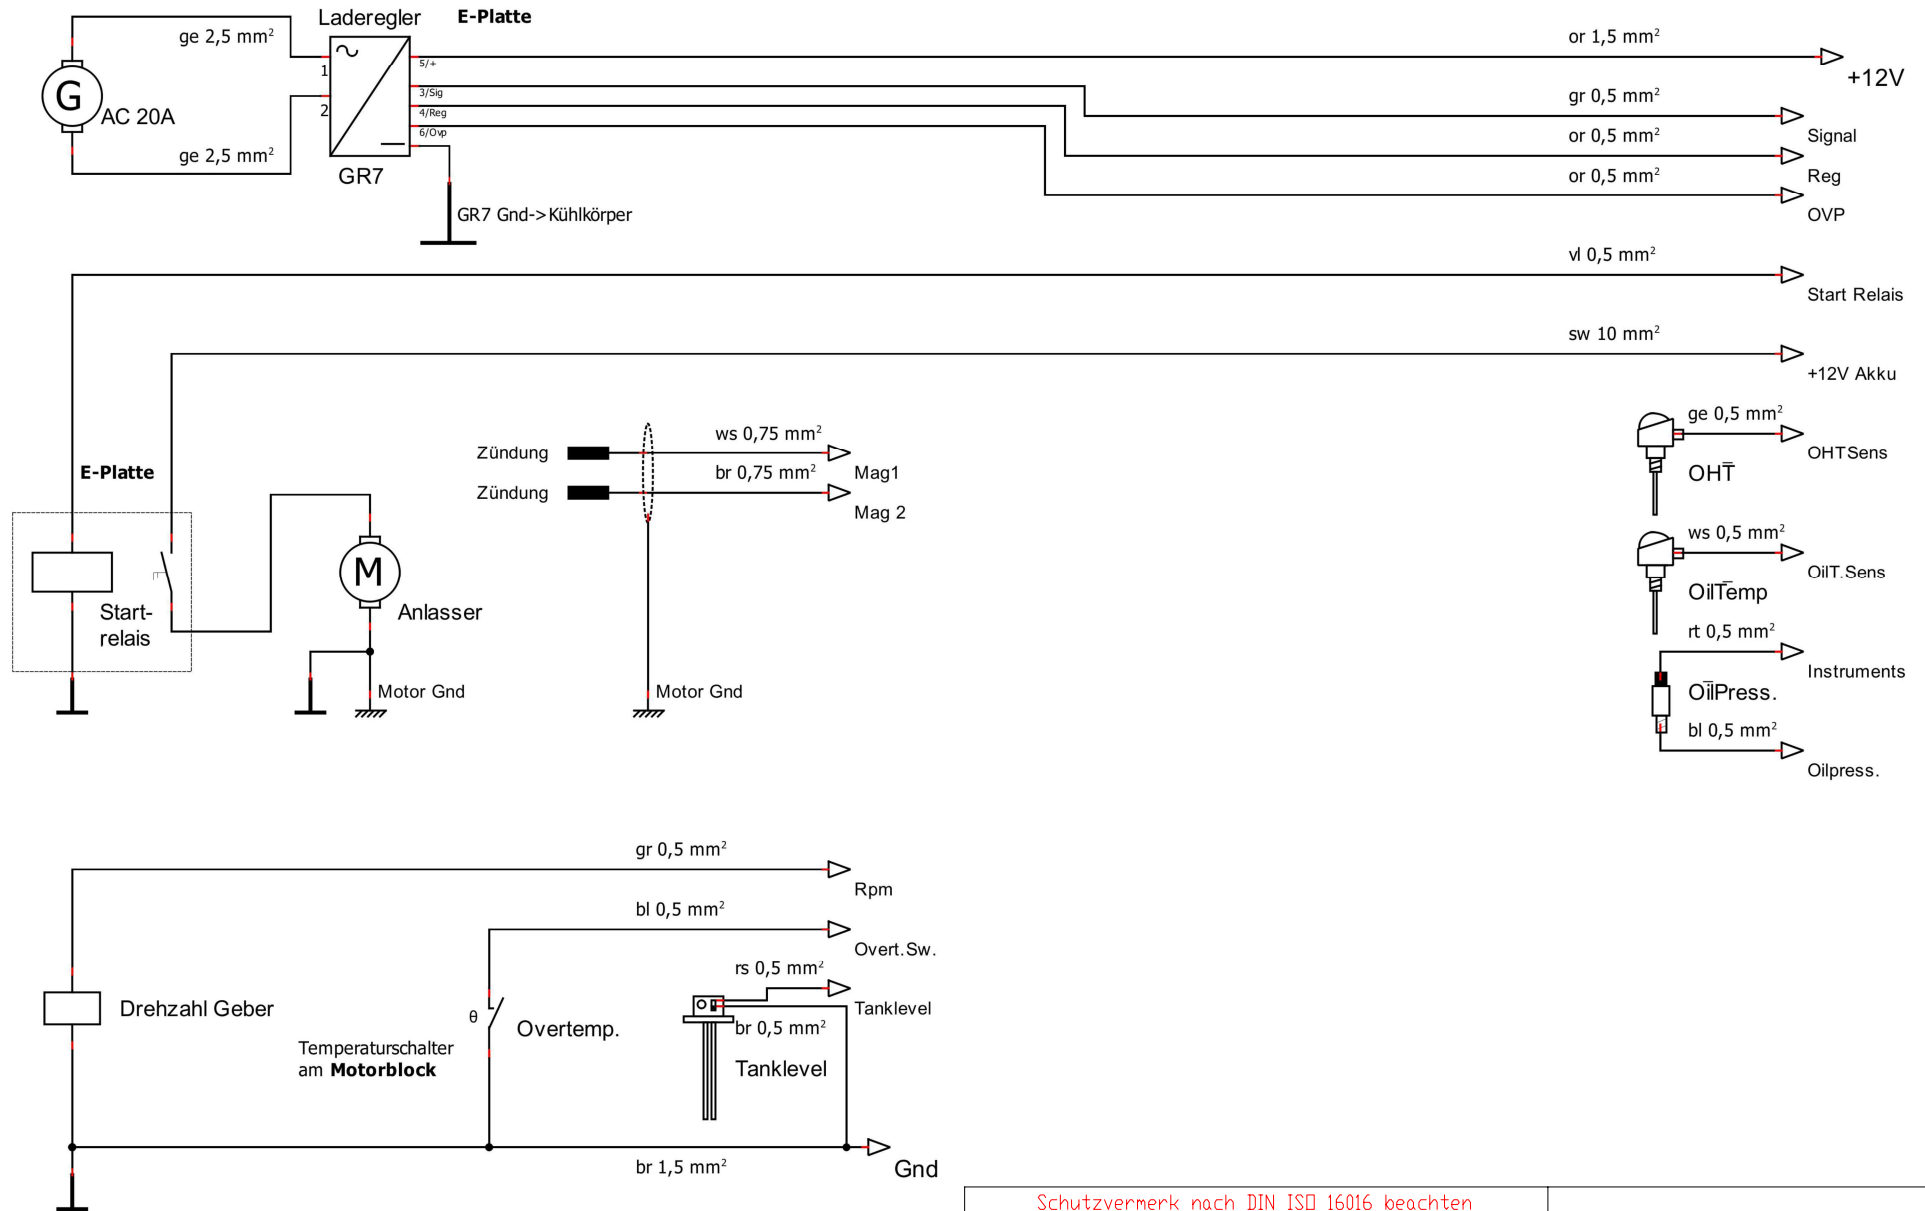 Laderegler
E-Platte
ge 2,5 mm²
or 1,5 mm²
+12V
1
5/+
G
AC 20A
2
3/Sig
4/Reg
6/Ovp
gr 0,5 mm²
Signal
or 0,5 mm²
Reg
ge 2,5 mm²
GR7
or 0,5 mm²
OVP
GR7 Gnd->Kühlkörper
vl 0,5 mm²
Start Relais
sw 10 mm²
+12V Akku
E-Platte
Zündung
ws 0,75 mm²
Mag1
Zündung
br 0,75 mm²
Mag 2
ge 0,5 mm²
OHTSens
OHT
ws 0,5 mm²
OilT.Sens
OilTemp
Start-
relais
M
Anlasser
rt 0,5 mm²
Instruments
Motor Gnd
Motor Gnd
OilPress.
bl 0,5 mm²
Oilpress.
gr 0,5 mm²
Rpm
bl 0,5 mm²
Overt.Sw.
rs 0,5 mm²
Tanklevel
Drehzahl Geber
θ
Overtemp.
br 0,5 mm²
Temperaturschalter
am Motorblock
Tanklevel
br 1,5 mm²
Gnd
Schutzvermerk nach DIN ISO 16016 beachten